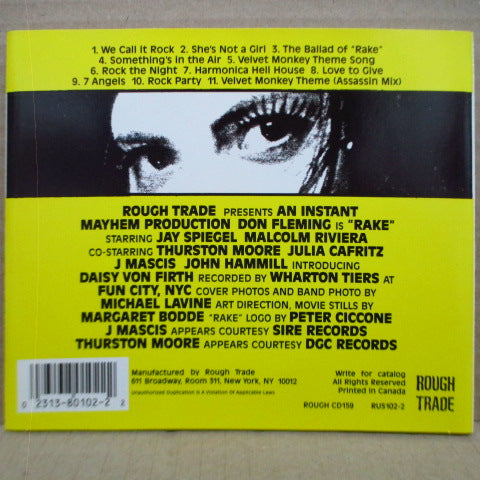 1. We Call it Rock 2. She's Not a Girl 3. The Ballad of "Rake"
4. Something's in the Air 5. Velvet Monkey Theme Song
6. Rock the Night 7. Harmonica Hell House 8. Love to Give
9. 7 Angels 10. Rock Party 11. Velvet Monkey Theme (Assassin Mix)
ROUGH TRADE PRESENTS AN INSTANT
MAYHEM PRODUCTION DON FLEMING IS "RAKE"
STARRING JAY SPIEGEL MALCOLM RIVIERA
CO-STARRING THURSTON MOORE JULIA CAFRITZ
J MASCIS JOHN HAMMILL INTRODUCING
DAISY VON FIRTH RECORDED BY WHARTON TIERS AT
FUN CITY, NYC COVER PHOTOS AND BAND PHOTO BY
MICHAEL LAVINE ART DIRECTION, MOVIE STILLS BY
MARGARET BODDE "RAKE" LOGO BY PETER CICCONE
J MASCIS APPEARS COURTESY SIRE RECORDS
THURSTON MOORE APPEARS COURTESY DGC RECORDS
0 2313-80102-2 2
Manufactured by Rough Trade
611 Broadway, Room 311, New York, NY 10012
Unauthorized Duplication Is A Violation Of Applicable Laws
Write for catalog
All Rights Reserved
Printed in Canada
ROUGH CD159 RUS102-2
ROUGH
TRADE